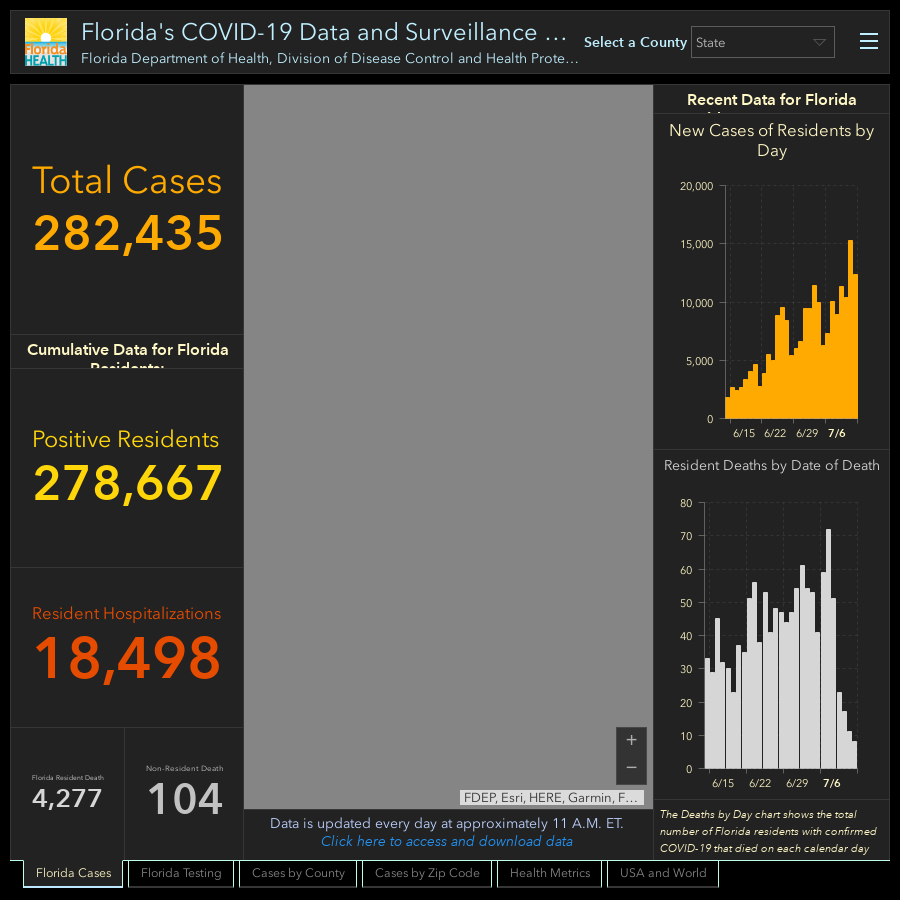 Florida HEALTH
Florida's COVID-19 Data and Surveillance ...
Florida Department of Health, Division of Disease Control and Health Prote...
Select a County
State
Total Cases
282,435
Cumulative Data for Florida
Residents:
Positive Residents
278,667
Resident Hospitalizations
18,498
Florida Resident Death
4,277
Non-Resident Death
104
+
−
FDEP, Esri, HERE, Garmin, F...
Data is updated every day at approximately 11 A.M. ET.
Click here to access and download data
Recent Data for Florida
New Cases of Residents by
Day
20,000
15,000
10,000
5,000
0
6/15 6/22 6/29 7/6
Resident Deaths by Date of Death
80
70
60
50
40
30
20
10
0
6/15 6/22 6/29 7/6
The Deaths by Day chart shows the total
number of Florida residents with confirmed
COVID-19 that died on each calendar day
Florida Cases
Florida Testing
Cases by County
Cases by Zip Code
Health Metrics
USA and World